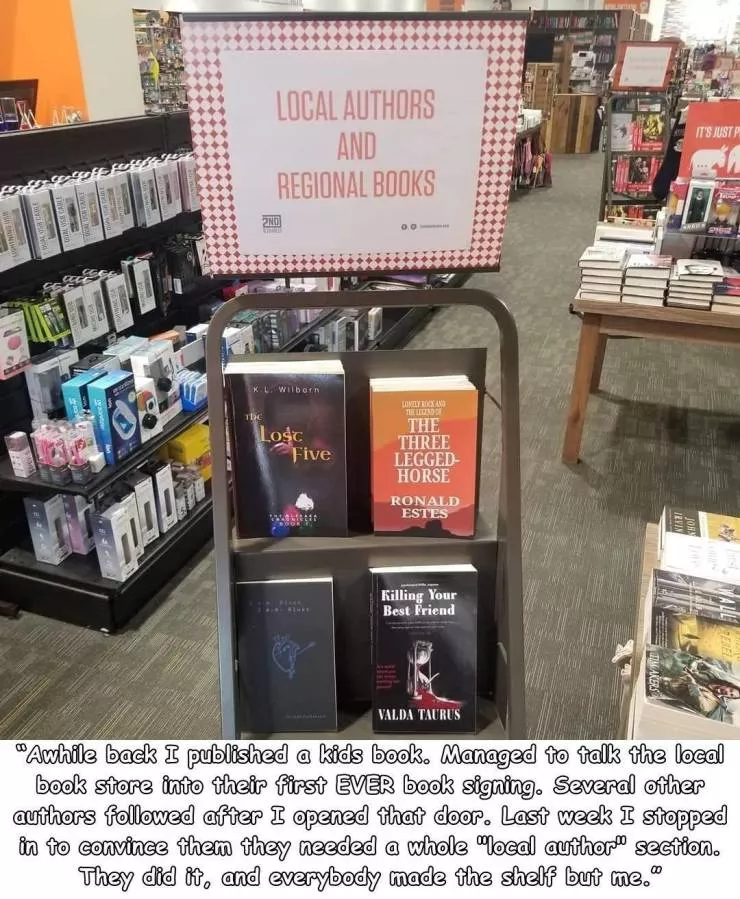 LOCAL AUTHORS
AND
REGIONAL BOOKS
2ND
&
CHARLES
IT'S JUST P
K.L. Wilborn
THE
Lost
Five
BOOK
LONELY ROCK AND
THE LEGEND OF
THE
THREE
LEGGED-
HORSE
RONALD
ESTES
Killing Your
Best Friend
VALDA TAURUS
JOHN
IRVING
"Awhile back I published a kids book. Managed to talk the local
book store into their first EVER book signing. Several other
authors followed after I opened that door. Last week I stopped
in to convince them they needed a whole "local author" section.
They did it, and everybody made the shelf but me."